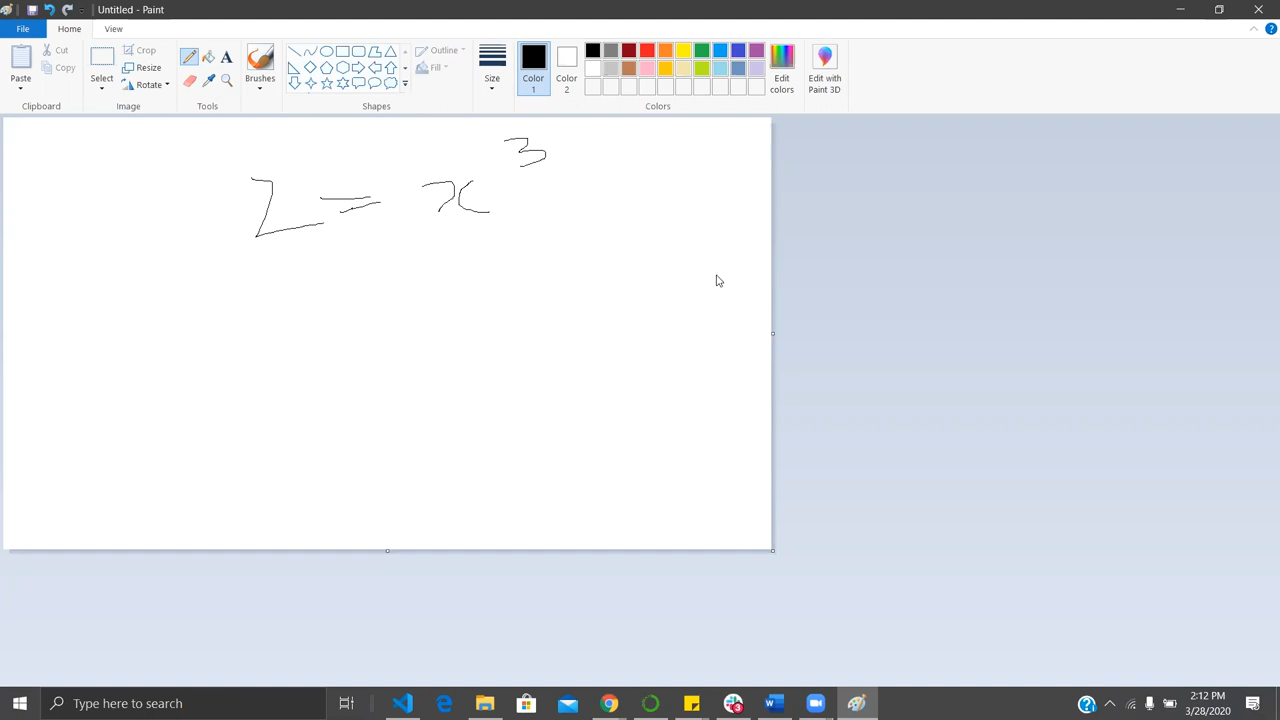 Untitled - Paint
File Home View
Paste
Cut
Copy
Clipboard
Select
Crop
Resize
Rotate
Image
Tools
Brushes
Shapes
Outline
Fill
Size
Color 1
Color 2
Colors
Edit colors
Edit with Paint 3D
z = x³
Type here to search
3
2:12 PM
3/28/2020